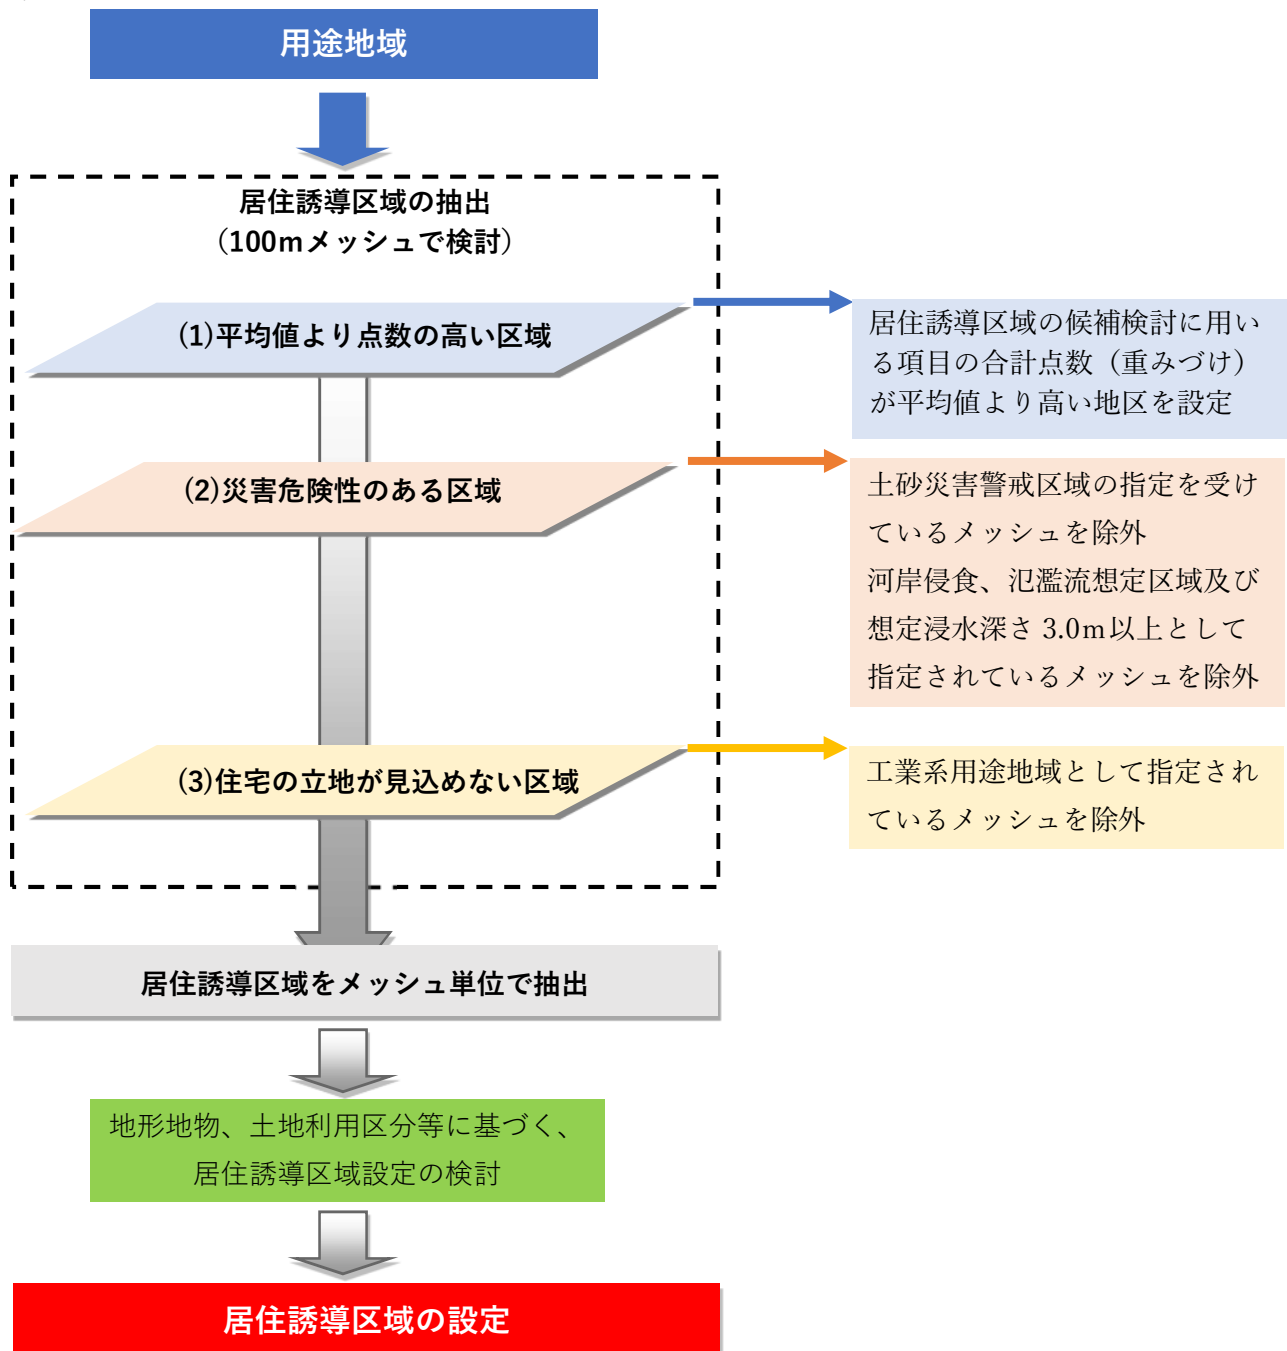 用途地域
居住誘導区域の抽出
（100mメッシュで検討）
(1)平均値より点数の高い区域
居住誘導区域の候補検討に用い
る項目の合計点数（重みづけ）
が平均値より高い地区を設定
(2)災害危険性のある区域
土砂災害警戒区域の指定を受け
ているメッシュを除外
河岸侵食、氾濫流想定区域及び
想定浸水深さ 3.0m以上として
指定されているメッシュを除外
(3)住宅の立地が見込めない区域
工業系用途地域として指定され
ているメッシュを除外
居住誘導区域をメッシュ単位で抽出
地形地物、土地利用区分等に基づく、
居住誘導区域設定の検討
居住誘導区域の設定